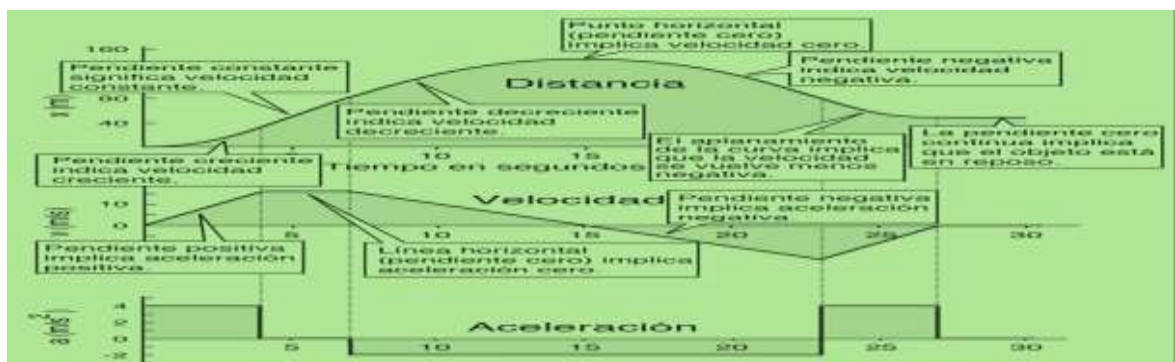 Punto horizontal
(pendiente cero)
implica velocidad cero.
160
Pendiente constante
significa velocidad
constante.
Pendiente negativa
indica velocidad
negativa.
Distancia
80
40
Pendiente decreciente
indica velocidad
decreciente.
El aplanamiento
de la curva implica
que la velocidad
se vuelve menos
negativa.
La pendiente cero
continua implica
que el objeto está
en reposo.
5
10
15
Tiempo en segundos
Pendiente creciente
indica velocidad
creciente.
Velocidad
10
0
v (m/s)
Pendiente negativa
implica aceleración
negativa
5
15
20
25
30
Pendiente positiva
implica aceleración
positiva.
Línea horizontal
(pendiente cero) implica
aceleración cero.
a (m/s²)
4
2
0
-2
Aceleración
5
10
15
20
25
30